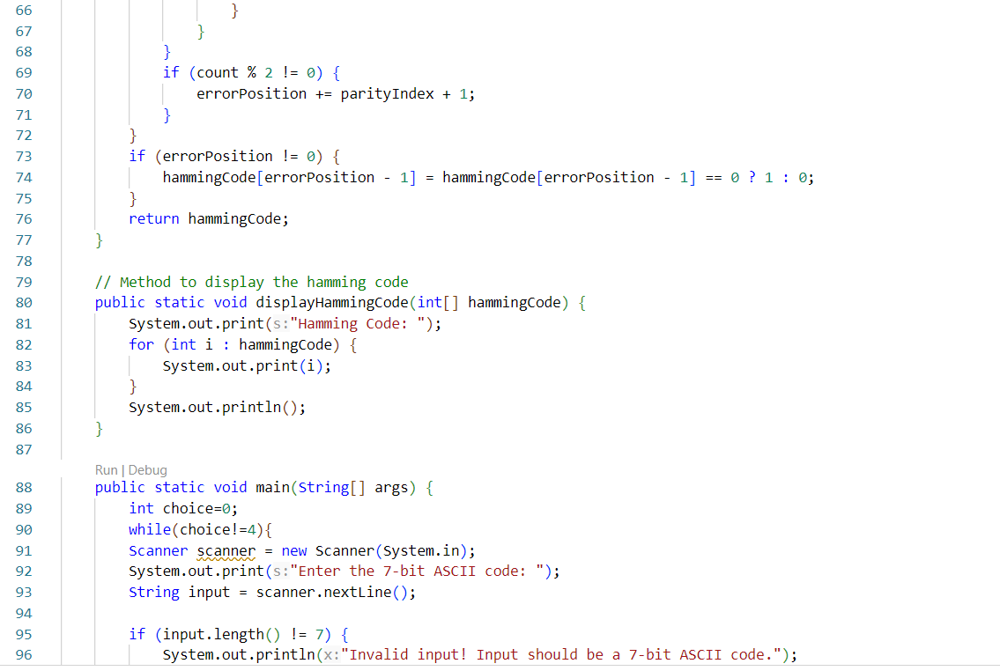 66 }
67 }
68 }
69 if (count % 2 != 0) {
70 errorPosition += parityIndex + 1;
71 }
72 }
73 if (errorPosition != 0) {
74 hammingCode[errorPosition - 1] = hammingCode[errorPosition - 1] == 0 ? 1 : 0;
75 }
76 return hammingCode;
77 }
78
79 // Method to display the hamming code
80 public static void displayHammingCode(int[] hammingCode) {
81 System.out.print(s:"Hamming Code: ");
82 for (int i : hammingCode) {
83 System.out.print(i);
84 }
85 System.out.println();
86 }
87
Run | Debug
88 public static void main(String[] args) {
89 int choice=0;
90 while(choice!=4){
91 Scanner scanner = new Scanner(System.in);
92 System.out.print(s:"Enter the 7-bit ASCII code: ");
93 String input = scanner.nextLine();
94
95 if (input.length() != 7) {
96 System.out.println(x:"Invalid input! Input should be a 7-bit ASCII code.");